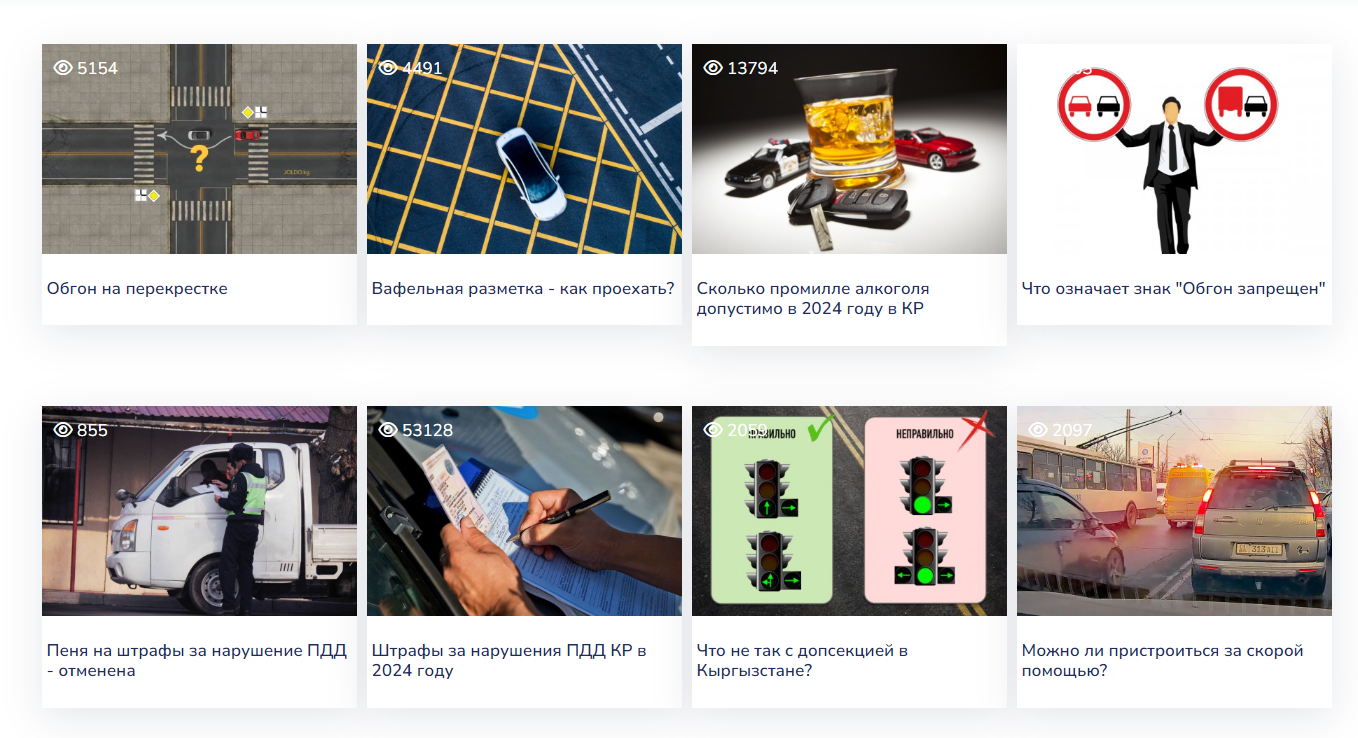 5154
?
JOLDO.kg
4491
13794
Обгон на перекрестке
Вафельная разметка - как проехать?
Сколько промилле алкоголя
допустимо в 2024 году в КР
Что означает знак "Обгон запрещен"
855
53128
2059
НЕПРАВИЛЬНО
2097
Пеня на штрафы за нарушение ПДД
- отменена
Штрафы за нарушения ПДД КР в
2024 году
Что не так с допсекцией в
Кыргызстане?
Можно ли пристроиться за скорой
помощью?